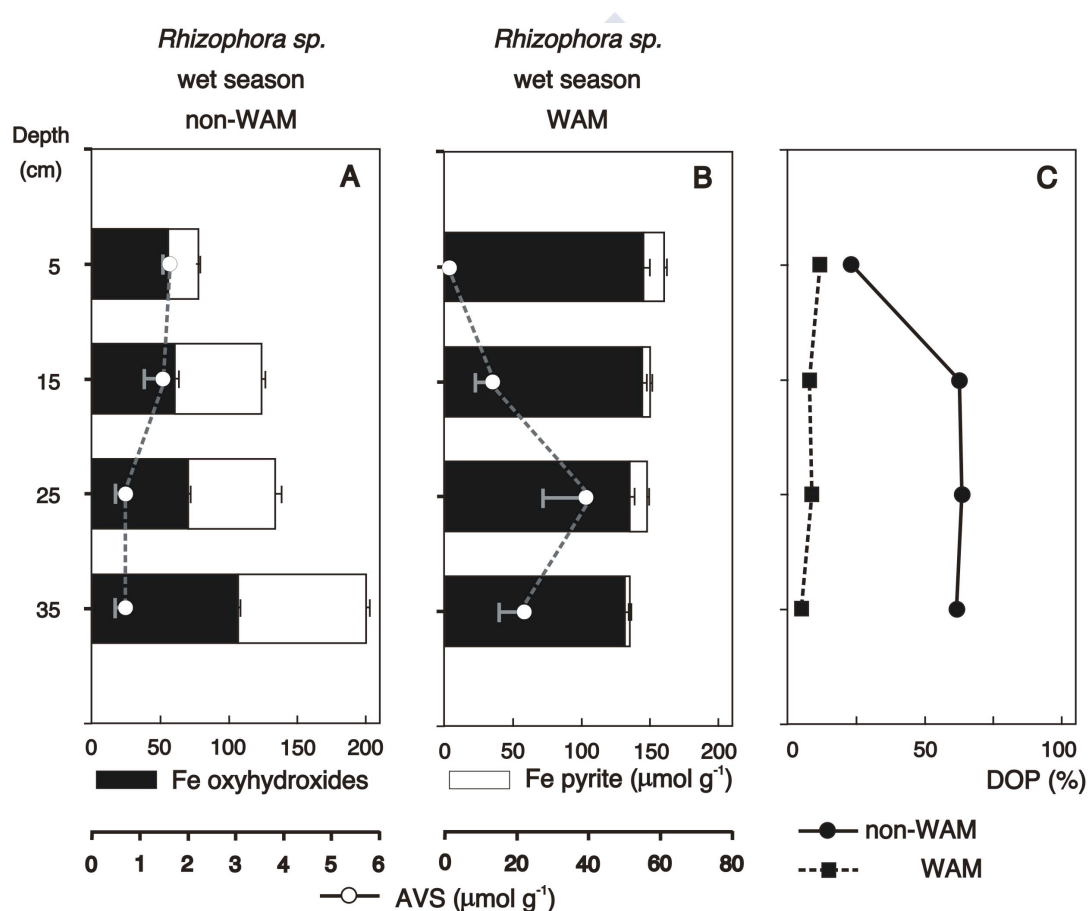 Rhizophora sp.
wet season
non-WAM
Rhizophora sp.
wet season
WAM
Depth
(cm)
A
B
C
5
15
25
35
0 50 100 150 200
0 50 100 150 200
0 50 100
Fe oxyhydroxides
Fe pyrite (μmol g⁻¹)
DOP (%)
0 1 2 3 4 5 6
0 20 40 60 80
AVS (μmol g⁻¹)
non-WAM
WAM